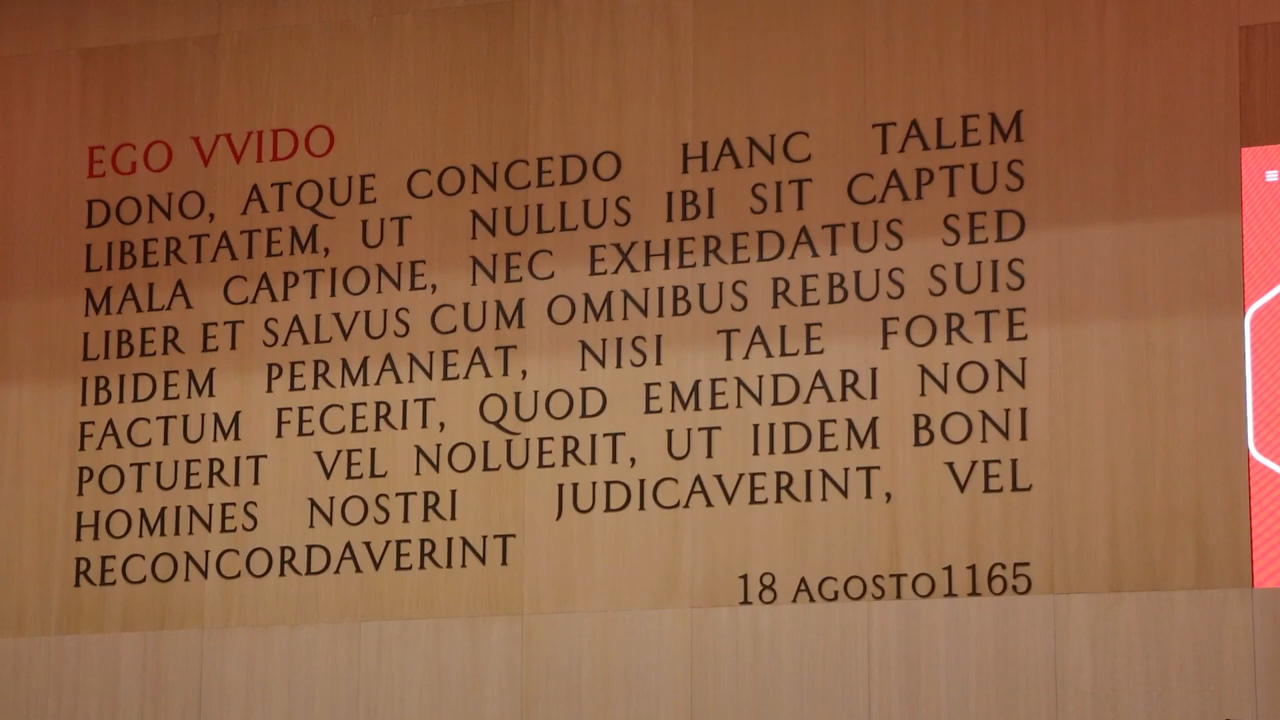 EGO VVIDO
DONO, ATQUE CONCEDO HANC TALEM
LIBERTATEM, UT NULLUS IBI SIT CAPTUS
MALA CAPTIONE, NEC EXHEREDATUS SED
LIBER ET SALVUS CUM OMNIBUS REBUS SUIS
IBIDEM PERMANEAT, NISI TALE FORTE
FACTUM FECERIT, QUOD EMENDARI NON
POTUERIT VEL NOLUERIT, UT IIDEM BONI
HOMINES NOSTRI JUDICAVERINT, VEL
RECONCORDAVERINT
18 AGOSTO1165